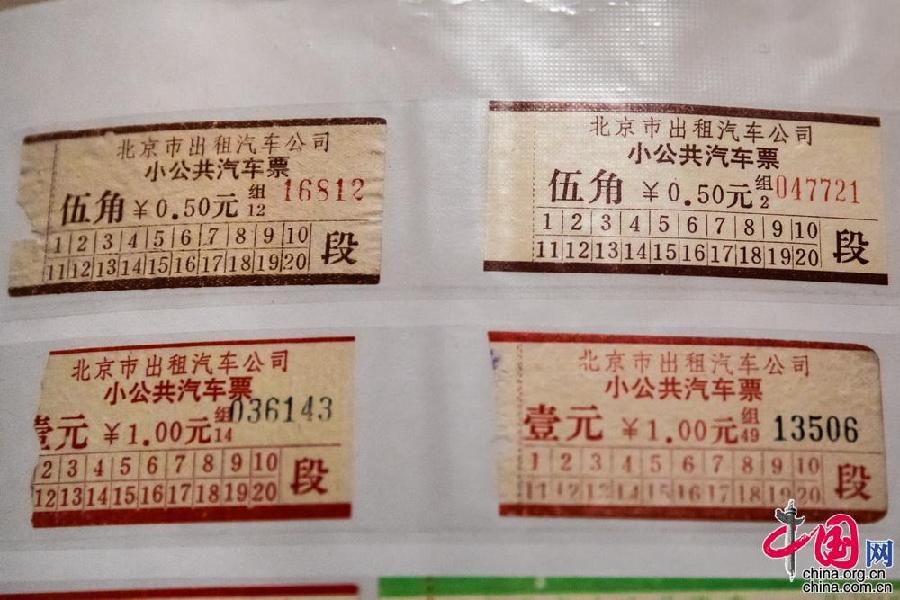 北京市出租汽车公司
小公共汽车票
伍角 ¥0.50元 组12 16812
1 2 3 4 5 6 7 8 9 10
11 12 13 14 15 16 17 18 19 20
段
北京市出租汽车公司
小公共汽车票
伍角 ¥0.50元 组2 047721
1 2 3 4 5 6 7 8 9 10
11 12 13 14 15 16 17 18 19 20
段
北京市出租汽车公司
小公共汽车票
壹元 ¥1.00元 组14 036143
2 3 4 5 6 7 8 9 10
12 13 14 15 16 17 18 19 20
段
北京市出租汽车公司
小公共汽车票
壹元 ¥1.00元 组49 13506
1 2 3 4 5 6 7 8 9 10
11 12 13 14 15 16 17 18 19 20
段
中国网
china.org.cn
china.com.cn